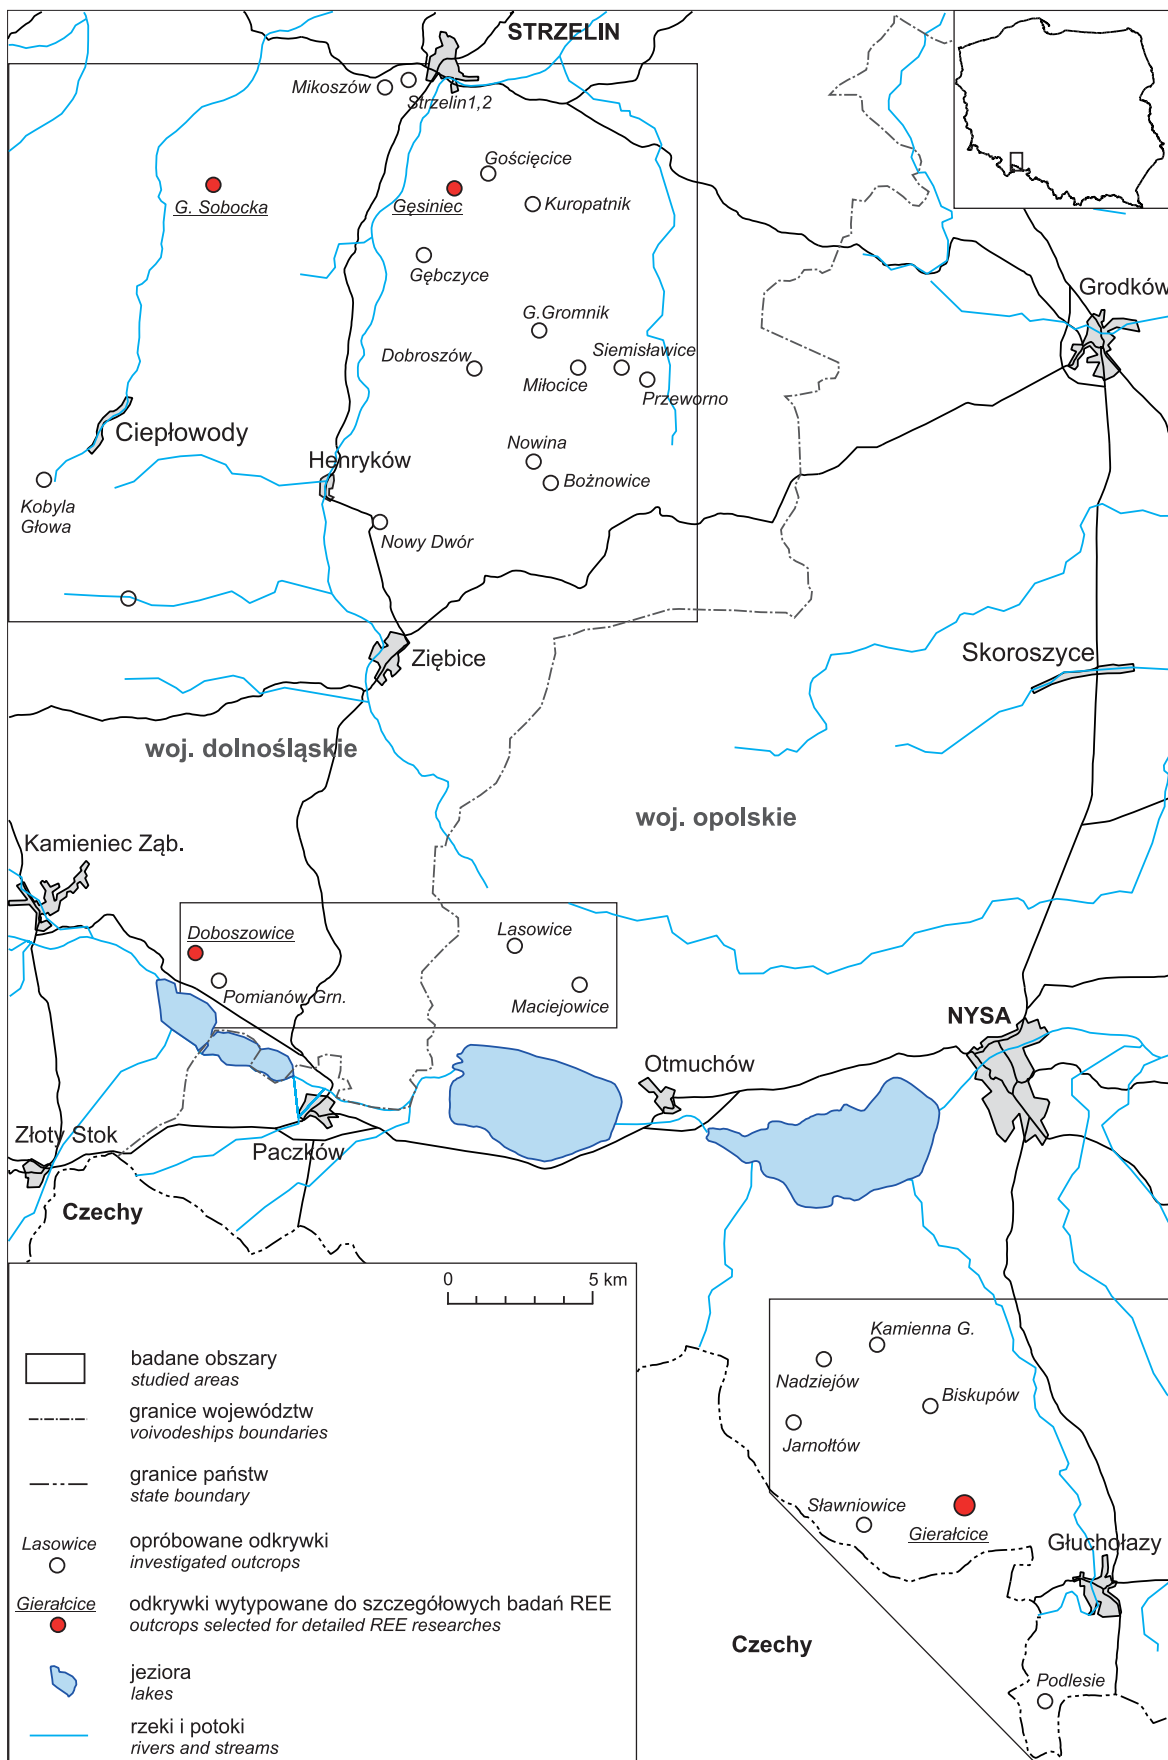 STRZELIN
Mikoszów
Strzelin1,2
Gościęcice
G. Sobocka
Gęsiniec
Kuropatnik
Gębczyce
Grodków
G.Gromnik
Dobroszów
Siemisławice
Miłocice
Przeworno
Ciepłowody
Nowina
Henryków
Bożnowice
Kobyla
Głowa
Nowy Dwór
Ziębice
Skoroszyce
woj. dolnośląskie
woj. opolskie
Kamieniec Ząb.
Doboszowice
Lasowice
Pomianów Grn.
Maciejowice
NYSA
Otmuchów
Złoty Stok
Paczków
Czechy
0 5 km
Kamienna G.
Nadziejów
Biskupów
Jarnołtów
Sławniowice
Gierałcice
Głuchołazy
Czechy
Podlesie
badane obszary
studied areas
granice województw
voivodeships boundaries
granice państw
state boundary
Lasowice
opróbowane odkrywki
investigated outcrops
Gierałcice
odkrywki wytypowane do szczegółowych badań REE
outcrops selected for detailed REE researches
jeziora
lakes
rzeki i potoki
rivers and streams